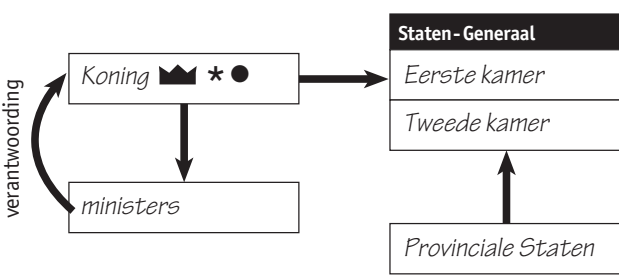 Staten-Generaal
Koning *
Eerste kamer
Tweede kamer
verantwoording
ministers
Provinciale Staten